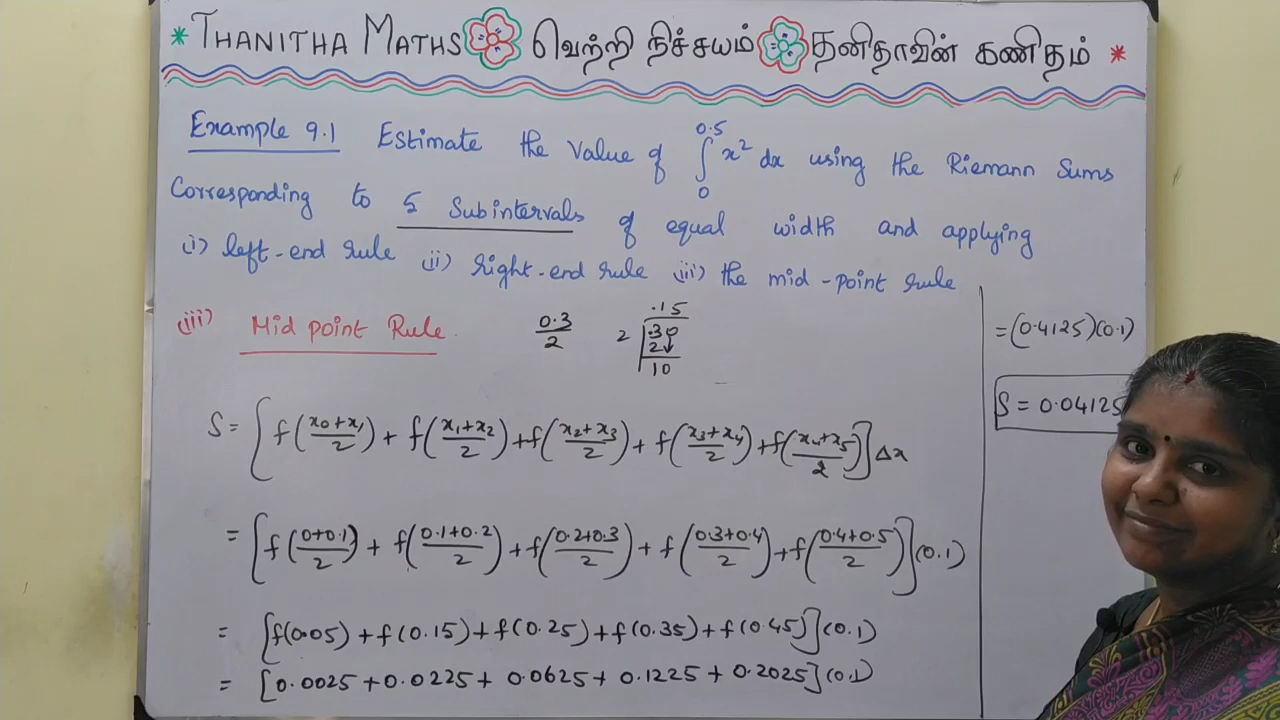 * THANITHA MATHS வெற்றி நிச்சயம் தனிதாவின் கணிதம் *
Example 9.1 Estimate the value of ∫₀^0.5 x² dx using the Riemann Sums
Corresponding to 5 Subintervals of equal width and applying
(i) left-end rule (ii) right-end rule (iii) the mid-point rule
(iii) Mid point Rule.
0.3/2
.15
2 .30
2↓
10
S = [f((x₀+x₁)/2) + f((x₁+x₂)/2) + f((x₂+x₃)/2) + f((x₃+x₄)/2) + f((x₄+x₅)/2)] Δx
= [f((0+0.1)/2) + f((0.1+0.2)/2) + f((0.2+0.3)/2) + f((0.3+0.4)/2) + f((0.4+0.5)/2)] (0.1)
= [f(0.05) + f(0.15) + f(0.25) + f(0.35) + f(0.45)] (0.1)
= [0.0025 + 0.0225 + 0.0625 + 0.1225 + 0.2025] (0.1)
= (0.4125)(0.1)
S = 0.04125